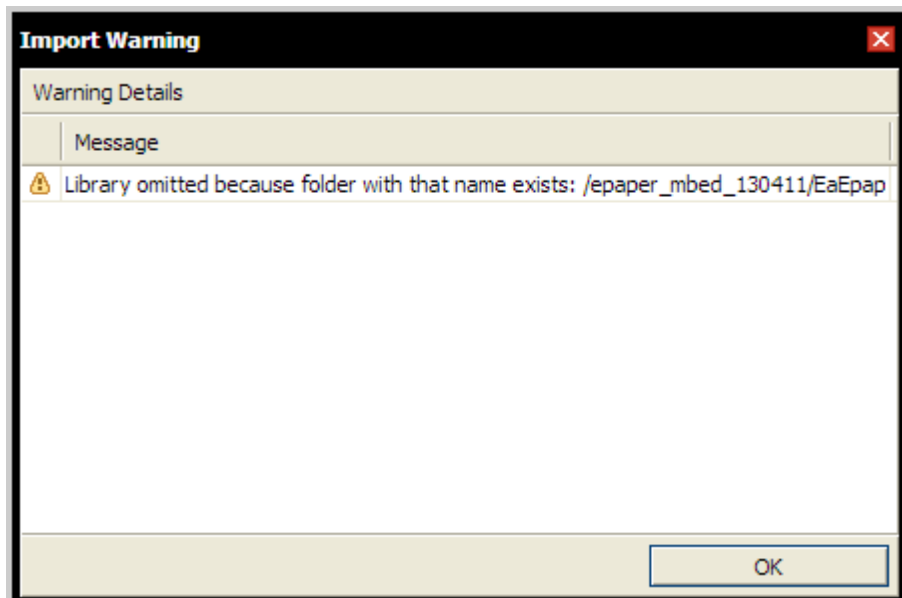 Import Warning
Warning Details
Message
Library omitted because folder with that name exists: /epaper_mbed_130411/EaEpap
OK